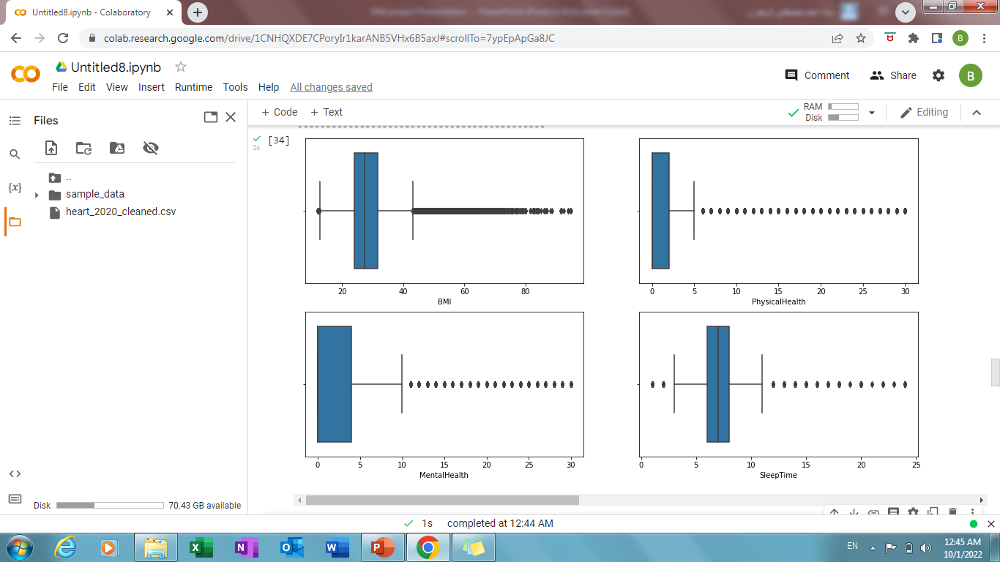 Untitled8.ipynb - Colaboratory
colab.research.google.com/drive/1CNHQXDE7CPoryIr1karANB5VHx6B5axJ#scrollTo=7ypEpApGa8JC
B
Untitled8.ipynb
File Edit View Insert Runtime Tools Help All changes saved
Comment Share B
Files
+ Code + Text
RAM
Disk
Editing
{x}
..
sample_data
heart_2020_cleaned.csv
[34]
2s
20 40 60 80
BMI
0 5 10 15 20 25 30
PhysicalHealth
0 5 10 15 20 25 30
MentalHealth
0 5 10 15 20 25
SleepTime
Disk 70.43 GB available
1s completed at 12:44 AM
EN
12:45 AM
10/1/2022